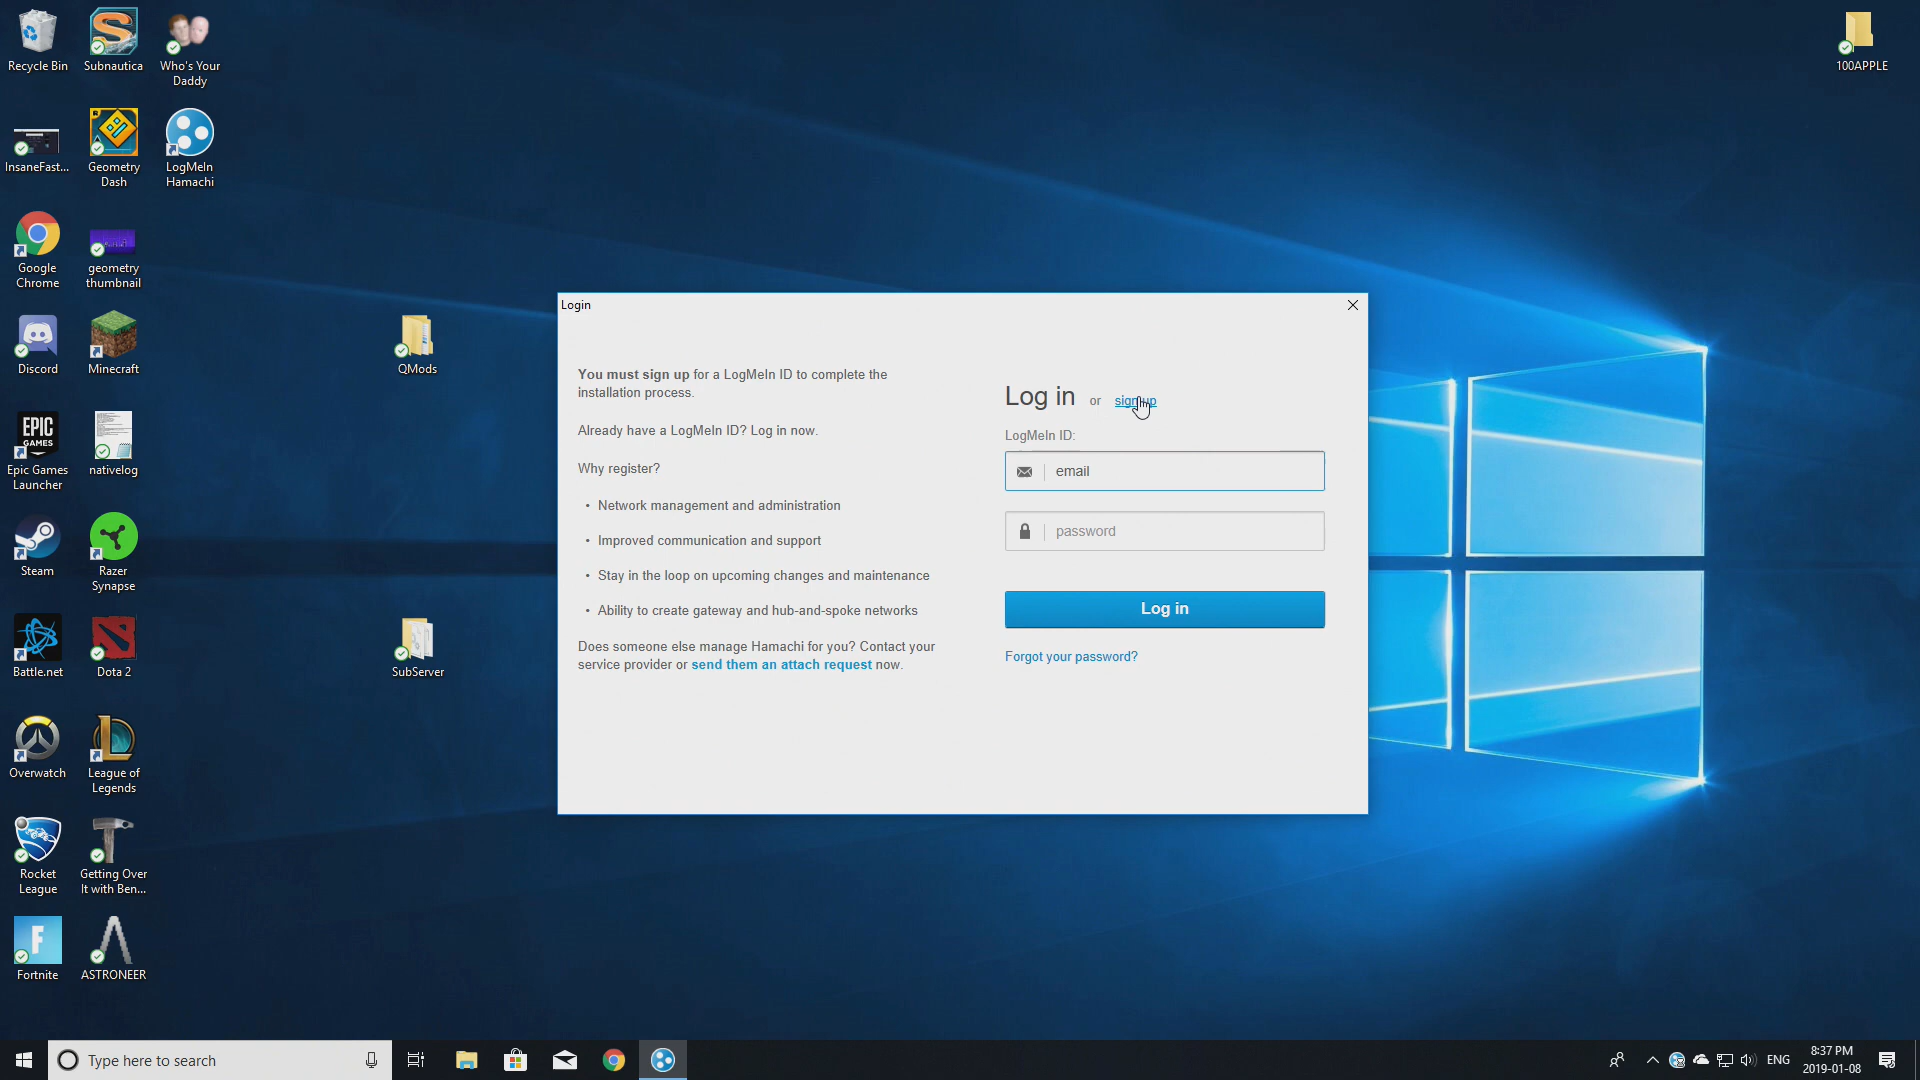 Recycle Bin
Subnautica
Who's Your
Daddy
100APPLE
InsaneFast...
Geometry
Dash
LogMeIn
Hamachi
Google
Chrome
geometry
thumbnail
Discord
Minecraft
QMods
EPIC
GAMES
Epic Games
Launcher
nativelog
Steam
Razer
Synapse
Battle.net
Dota 2
SubServer
Overwatch
League of
Legends
Rocket
League
Getting Over
It with Ben...
Fortnite
ASTRONEER
Login
You must sign up for a LogMeIn ID to complete the
installation process.
Already have a LogMeIn ID? Log in now.
Why register?
• Network management and administration
• Improved communication and support
• Stay in the loop on upcoming changes and maintenance
• Ability to create gateway and hub-and-spoke networks
Does someone else manage Hamachi for you? Contact your
service provider or send them an attach request now.
Log in or sign up
LogMeIn ID:
email
password
Log in
Forgot your password?
Type here to search
ENG
8:37 PM
2019-01-08